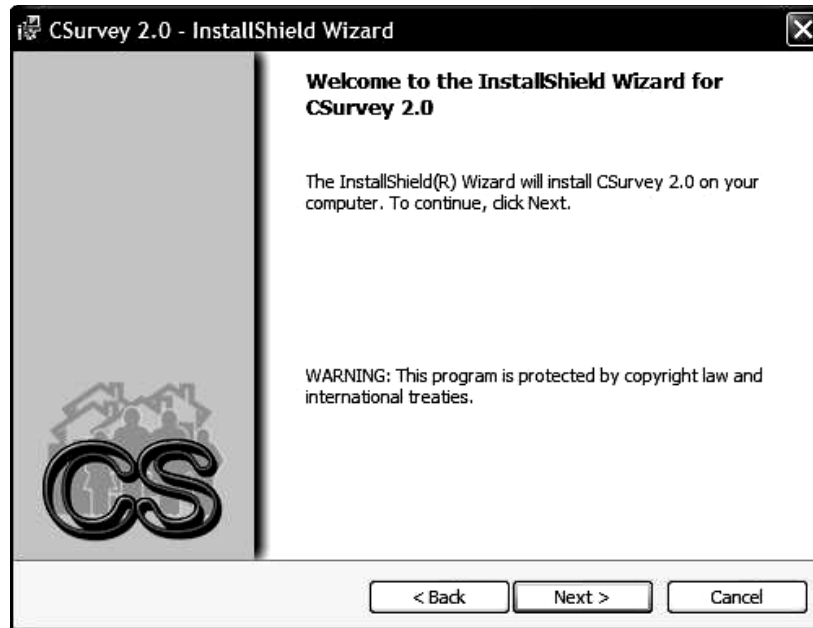 CSurvey 2.0 - InstallShield Wizard
Welcome to the InstallShield Wizard for
CSurvey 2.0
The InstallShield(R) Wizard will install CSurvey 2.0 on your
computer. To continue, click Next.
WARNING: This program is protected by copyright law and
international treaties.
CS
< Back
Next >
Cancel